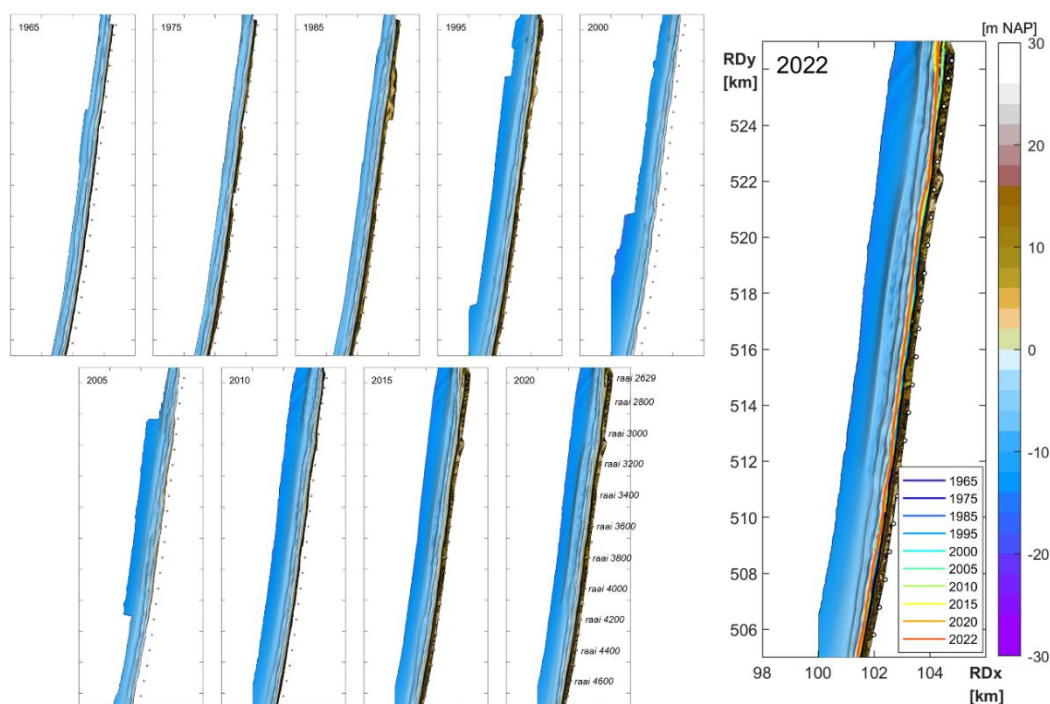 1965
1975
1985
1995
2000
2005
2010
2015
2020
raai 2629
raai 2800
raai 3000
raai 3200
raai 3400
raai 3600
raai 3800
raai 4000
raai 4200
raai 4400
raai 4600
RDy
[km]
2022
524
522
520
518
516
514
512
510
508
506
98
100
102
104
RDx
[km]
1965
1975
1985
1995
2000
2005
2010
2015
2020
2022
[m NAP]
30
20
10
0
-10
-20
-30